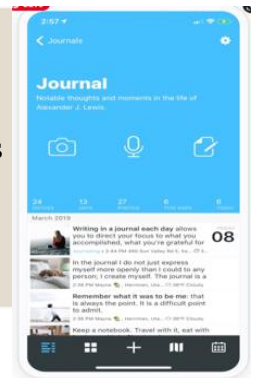 2:57
Journals
Journal
Notable thoughts and moments in the life of
Alexander J. Lewis.
24
13
27
6
6
March 2019
Writing in a journal each day allows
you to direct your focus to what you
accomplished, what you're grateful for
In the journal I do not just express
myself more openly than I could to any
person; I create myself. The journal is a
Remember what it was to be me: that
is always the point. It is a difficult point
to admit.
Keep a notebook. Travel with it, eat with
08
s